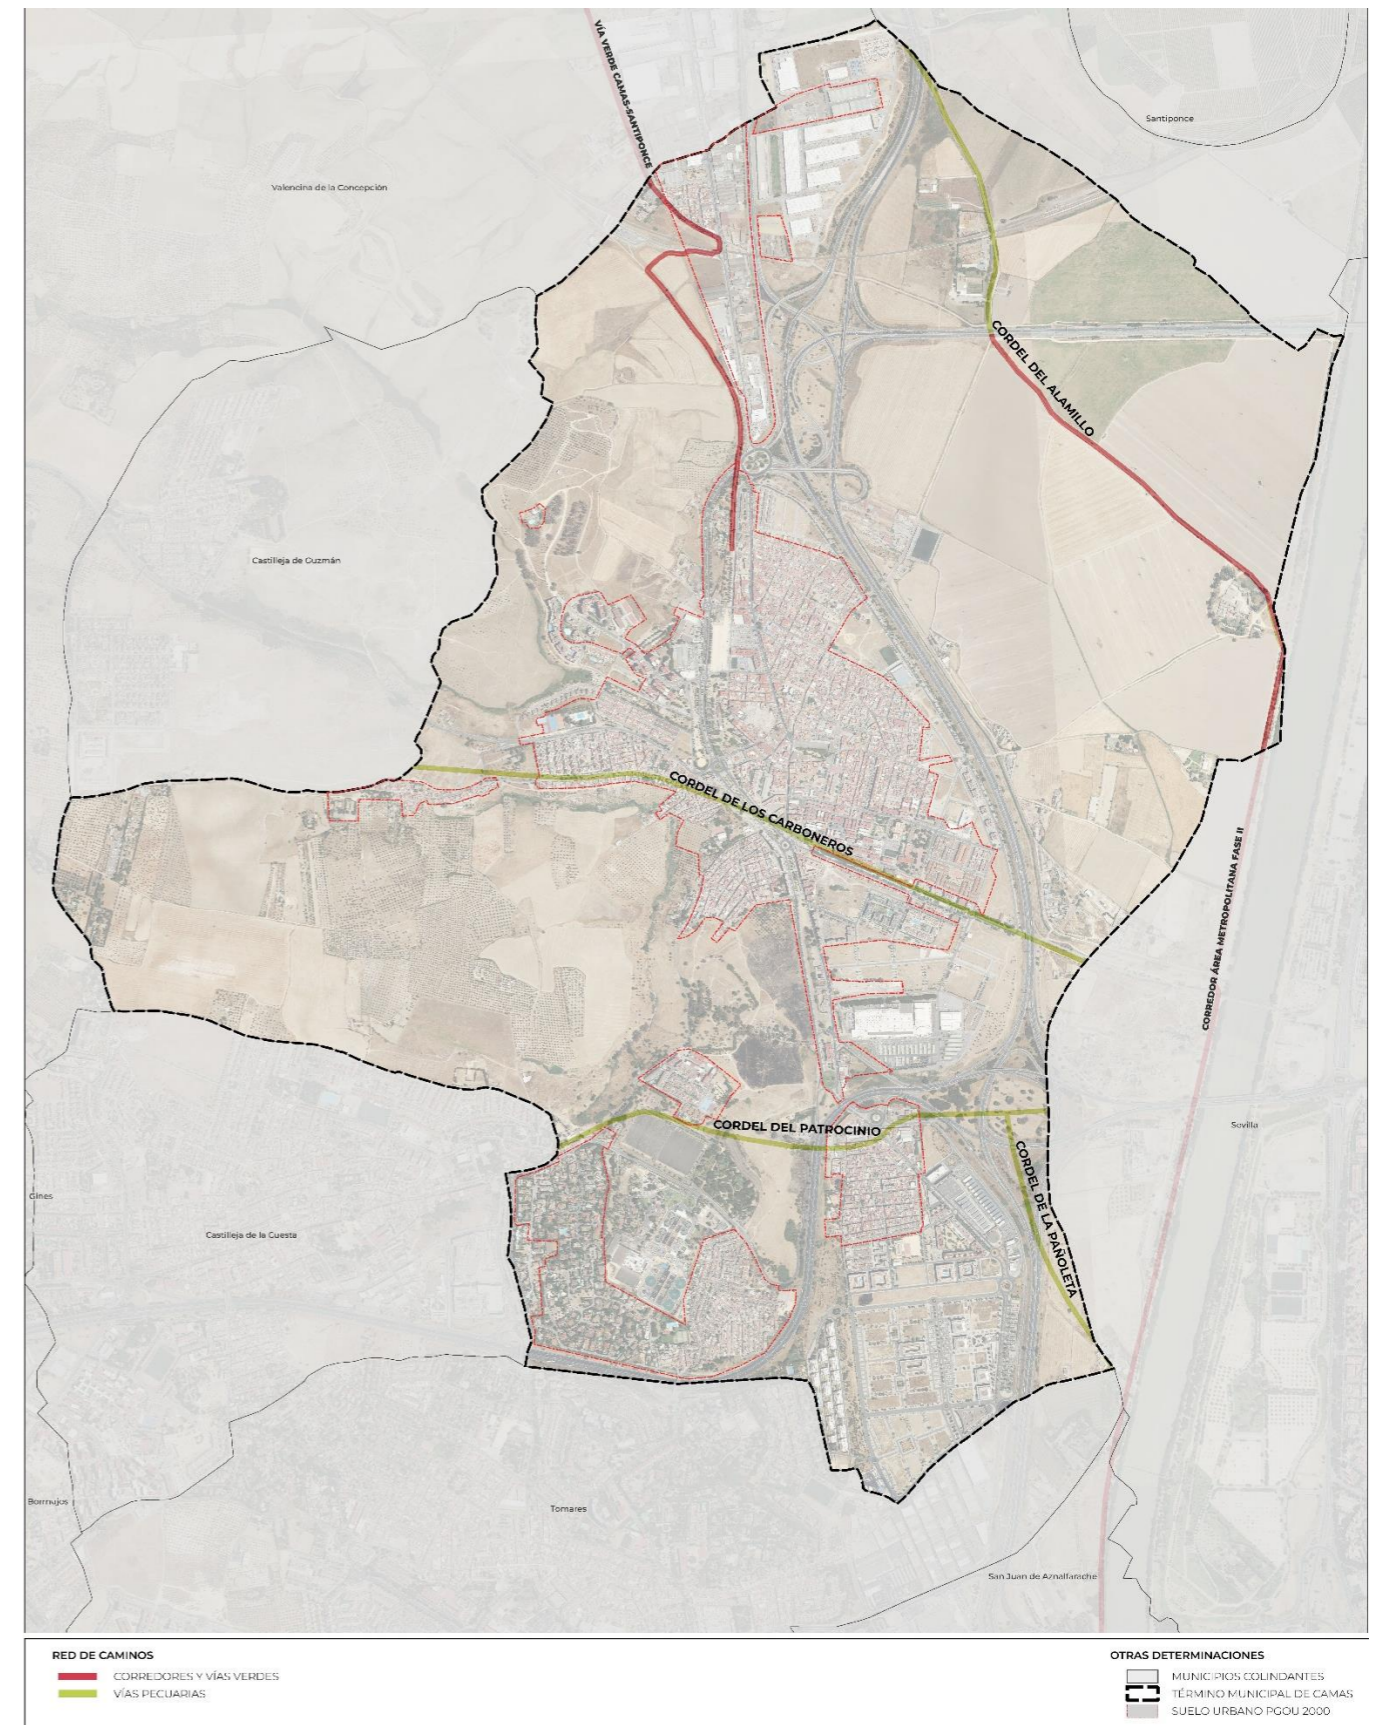 VÍA VERDE CAMAS-SANTIPONCE
Santiponce
Valencina de la Concepción
CORDEL DEL ALAMILLO
Castilleja de Guzmán
CORDEL DE LOS CARBONEROS
CORREDOR ÁREA METROPOLITANA FASE II
CORDEL DEL PATROCINIO
Sevilla
CORDEL DE LA PAÑOLETA
Gines
Castilleja de la Cuesta
Bormujos
Tomares
San Juan de Aznalfarache
RED DE CAMINOS
CORREDORES Y VÍAS VERDES
VÍAS PECUARIAS
OTRAS DETERMINACIONES
MUNICIPIOS COLINDANTES
TÉRMINO MUNICIPAL DE CAMAS
SUELO URBANO PGOU 2000